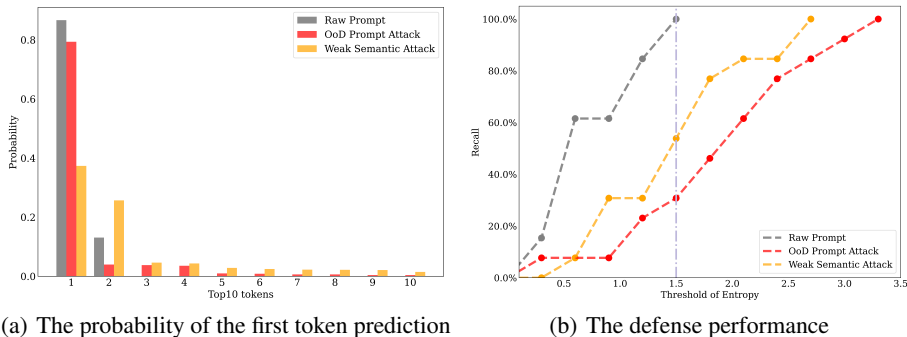 Raw Prompt
OoD Prompt Attack
Weak Semantic Attack
0.8
0.6
0.4
0.2
0.0
Probability
1 2 3 4 5 6 7 8 9 10
Top10 tokens
(a) The probability of the first token prediction
100.0%
80.0%
60.0%
40.0%
20.0%
0.0%
Recall
Raw Prompt
OoD Prompt Attack
Weak Semantic Attack
0.5 1.0 1.5 2.0 2.5 3.0 3.5
Threshold of Entropy
(b) The defense performance